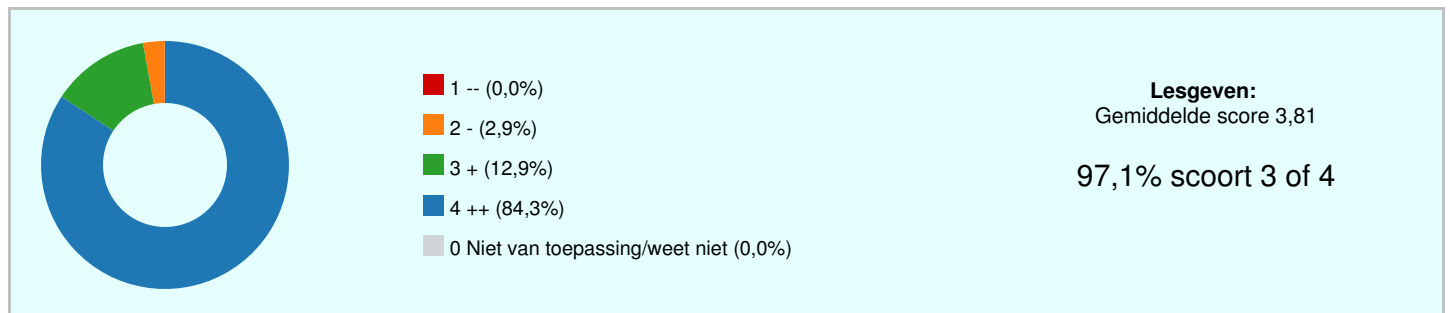 1 -- (0,0%)
2 - (2,9%)
3 + (12,9%)
4 ++ (84,3%)
0 Niet van toepassing/weet niet (0,0%)
Lesgeven:
Gemiddelde score 3,81
97,1% scoort 3 of 4